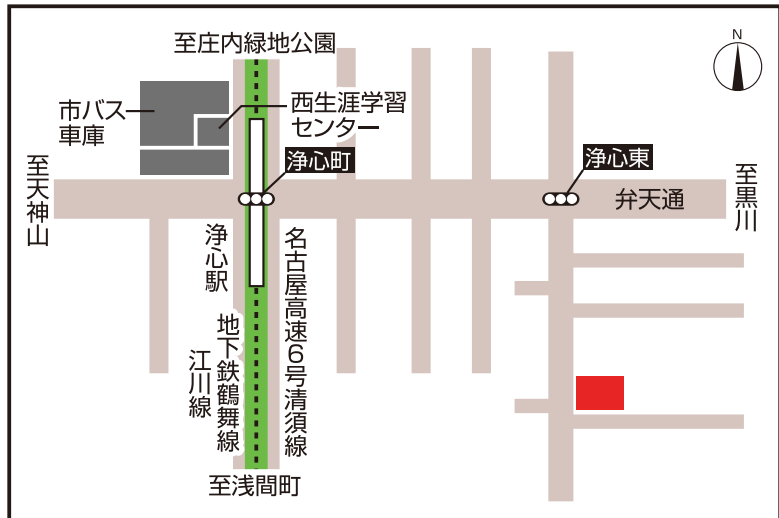 至庄内緑地公園
N
市バス
車庫
西生涯学習
センター
浄心町
浄心東
至天神山
弁天通
至黒川
浄心駅
名古屋高速6号清須線
地下鉄鶴舞線
江川線
至浅間町